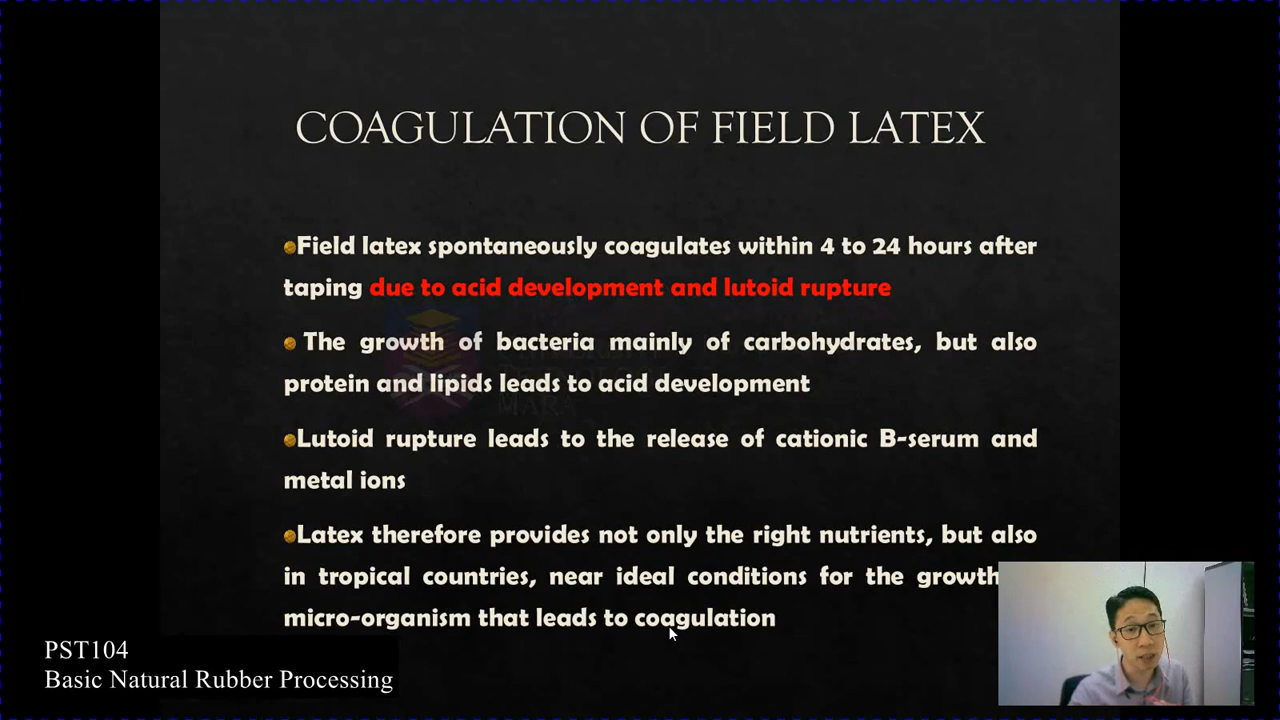 COAGULATION OF FIELD LATEX
Field latex spontaneously coagulates within 4 to 24 hours after
taping due to acid development and lutoid rupture
The growth of bacteria mainly of carbohydrates, but also
protein and lipids leads to acid development
Lutoid rupture leads to the release of cationic B-serum and
metal ions
Latex therefore provides not only the right nutrients, but also
in tropical countries, near ideal conditions for the growth
micro-organism that leads to coagulation
MARA
PST104
Basic Natural Rubber Processing